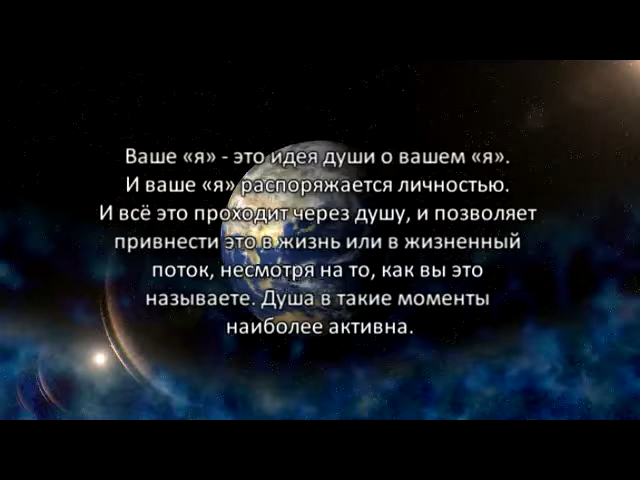 Ваше «я» - это идея души о вашем «я».
И ваше «я» распоряжается личностью.
И всё это проходит через душу, и позволяет
привнести это в жизнь или в жизненный
поток, несмотря на то, как вы это
называете. Душа в такие моменты
наиболее активна.